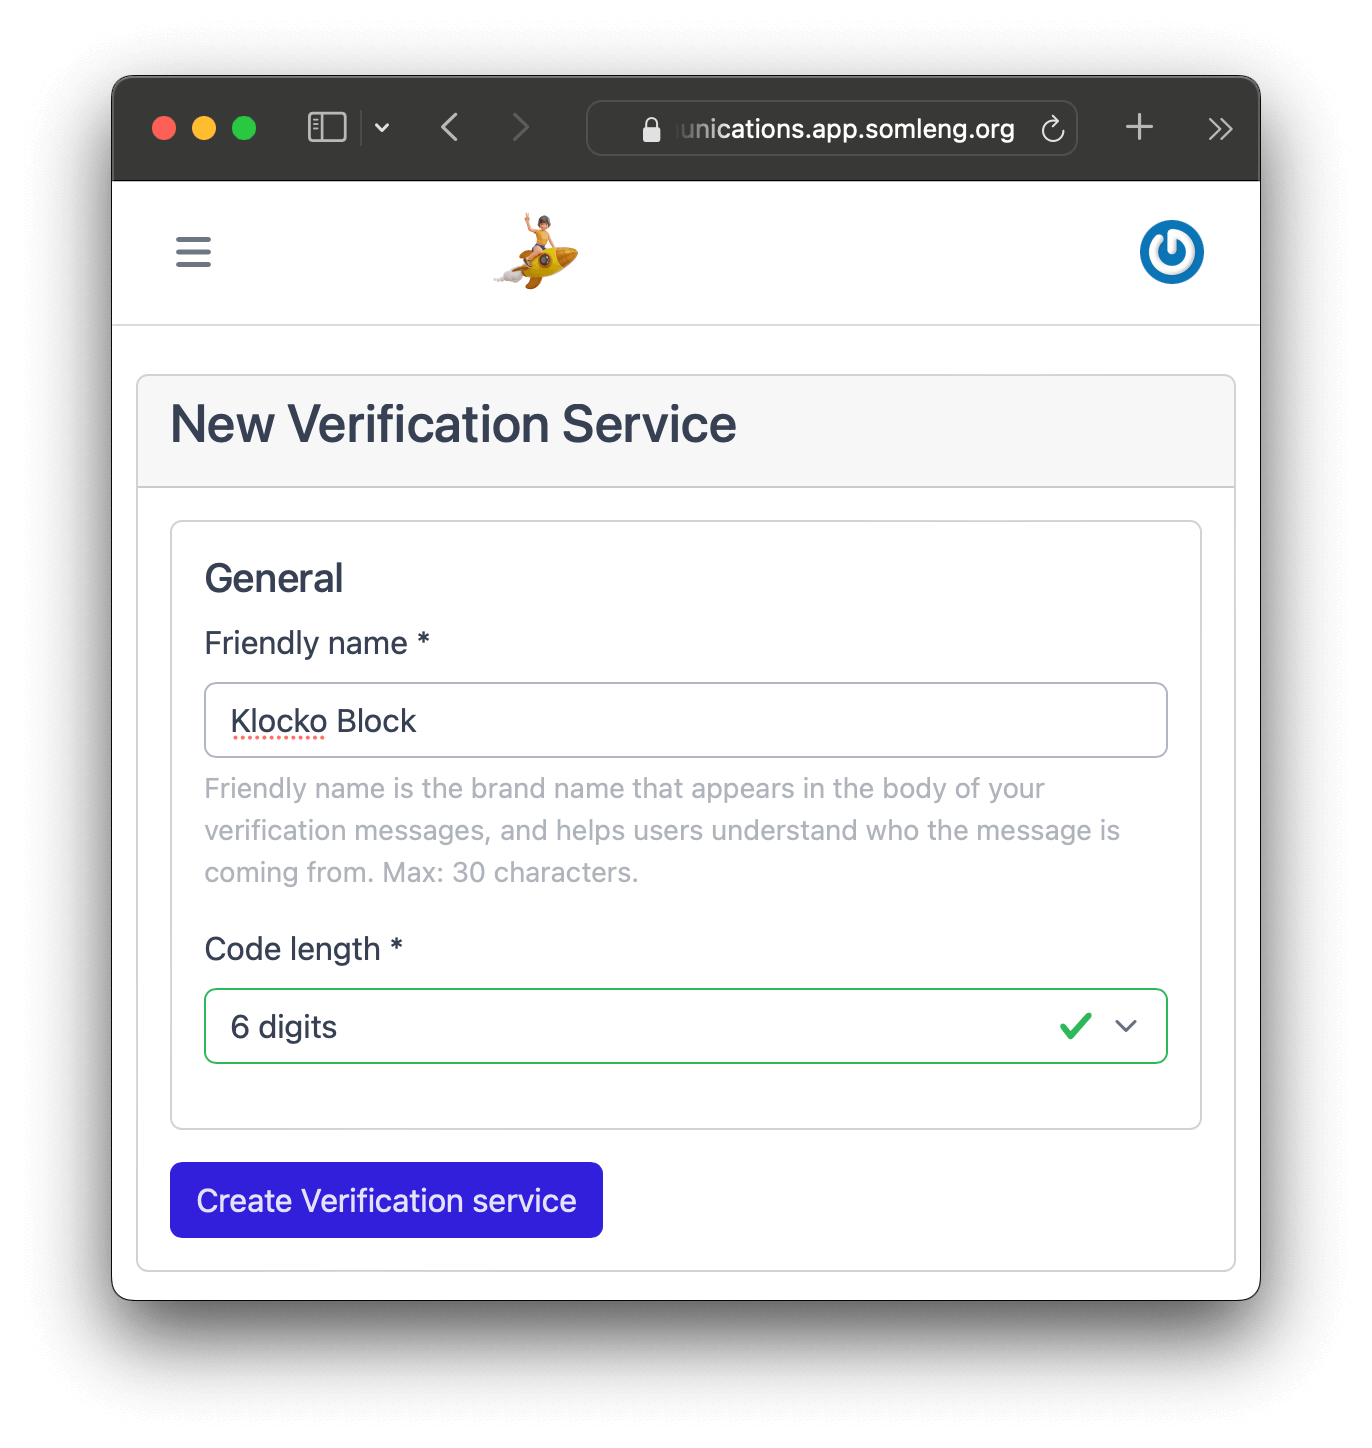 unications.app.somleng.org
New Verification Service
General
Friendly name *
Klocko Block
Friendly name is the brand name that appears in the body of your
verification messages, and helps users understand who the message is
coming from. Max: 30 characters.
Code length *
6 digits
Create Verification service